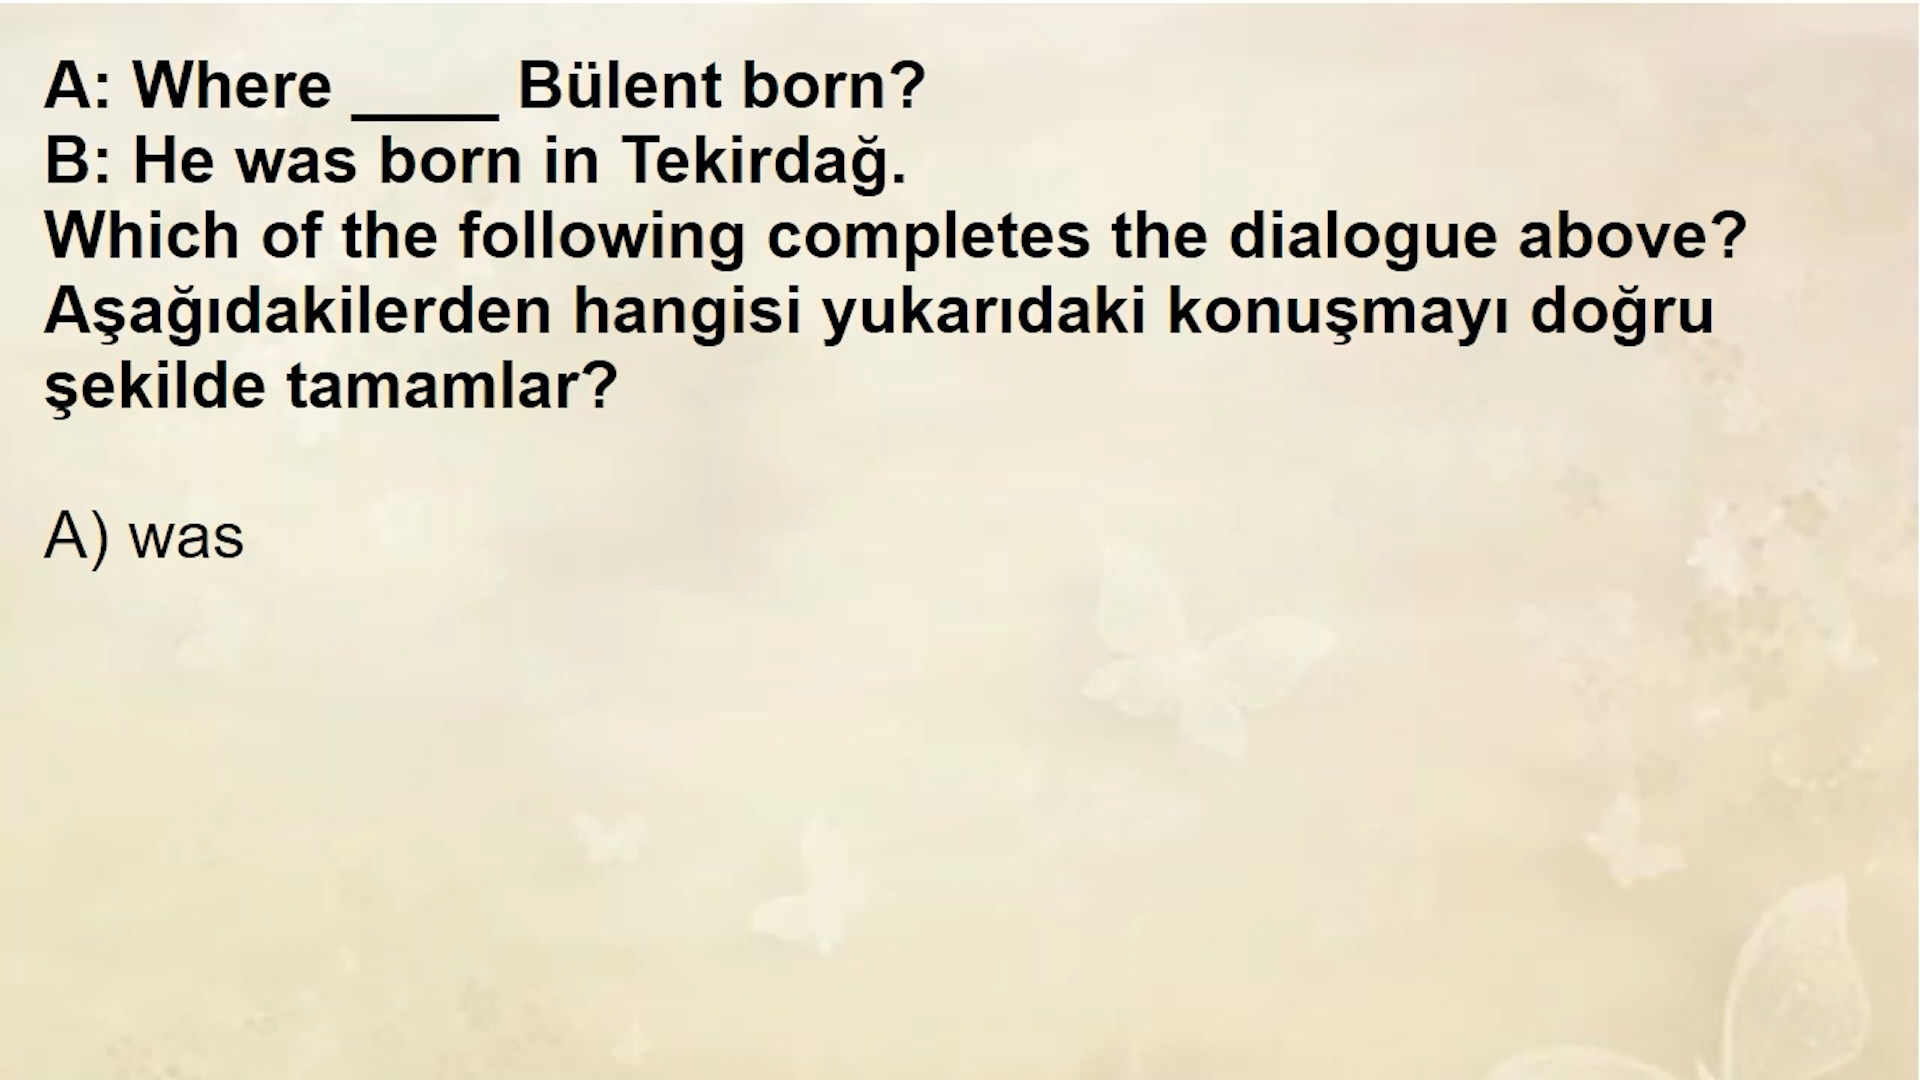 A: Where ____ Bülent born?
B: He was born in Tekirdağ.
Which of the following completes the dialogue above?
Aşağıdakilerden hangisi yukarıdaki konuşmayı doğru
şekilde tamamlar?
A) was